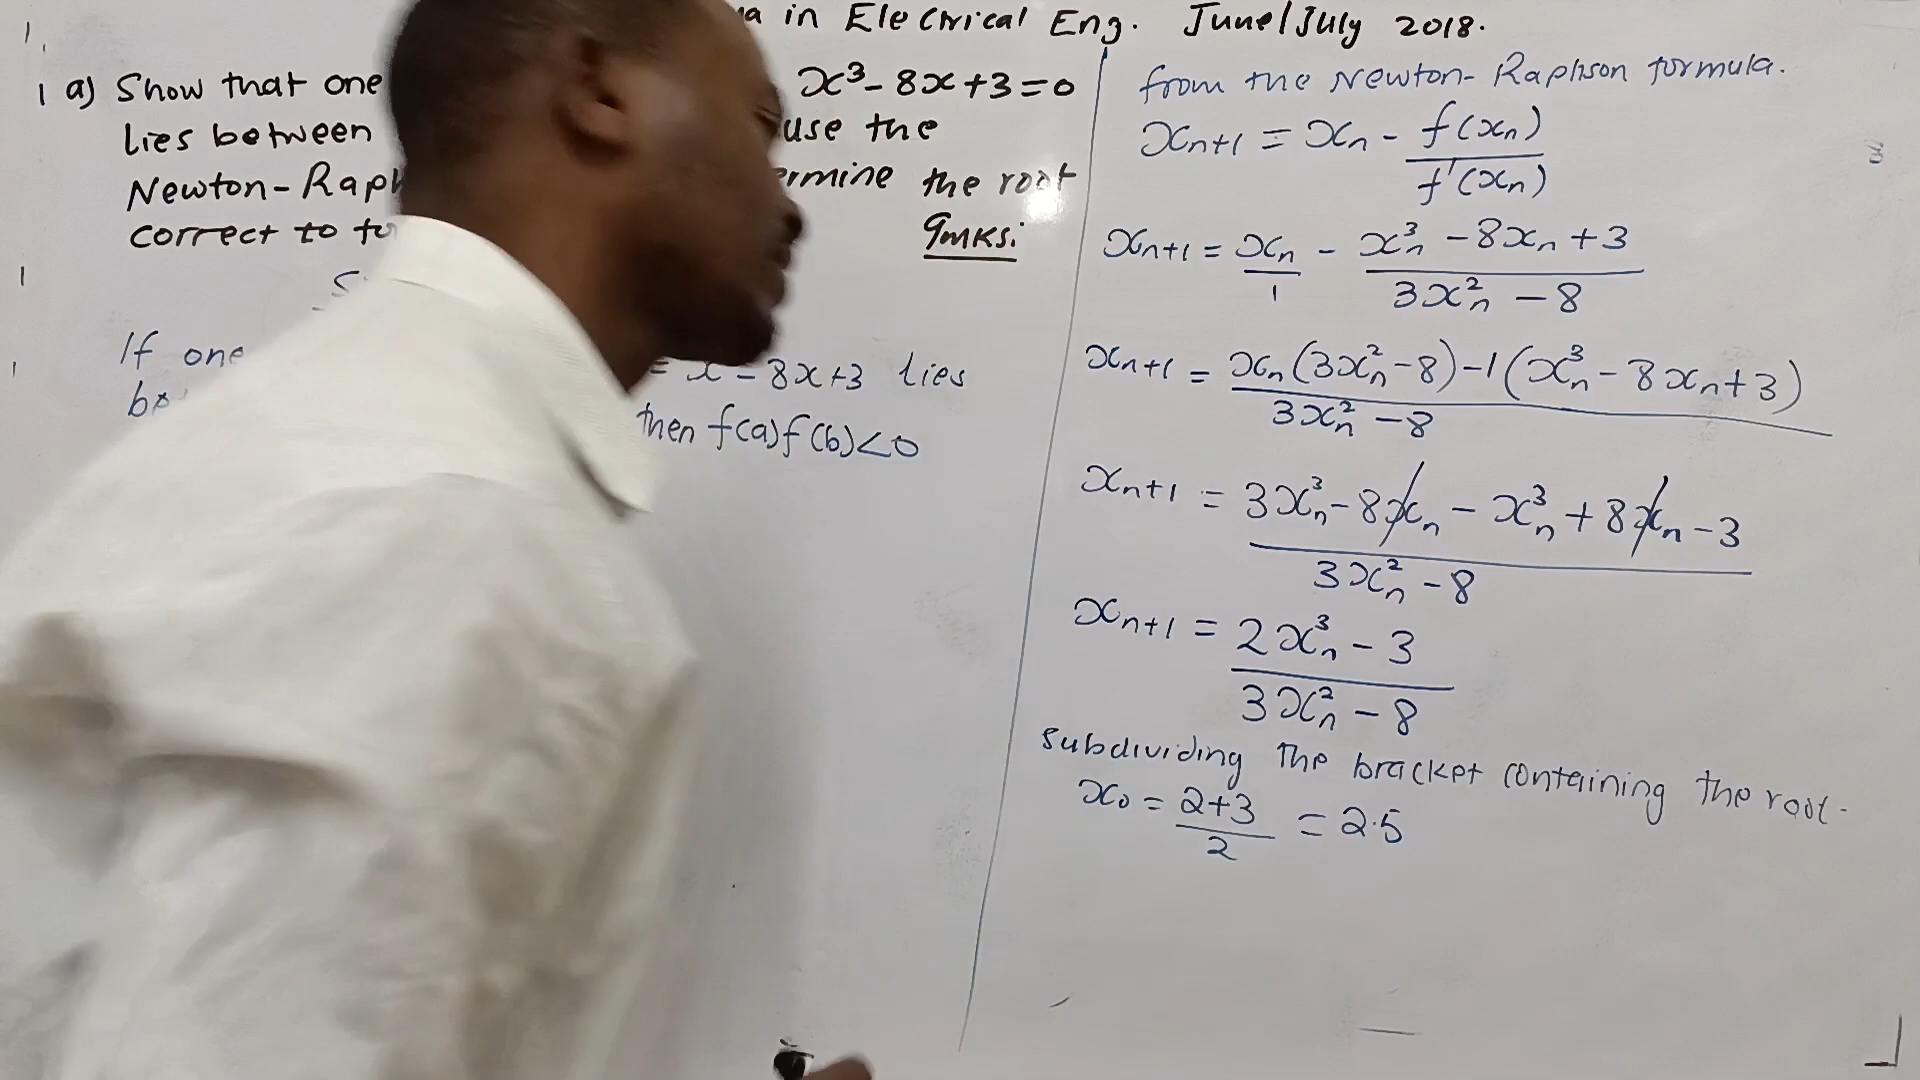 in Electrical Eng. June/July 2018.
1 a) Show that one x³ - 8x + 3 = 0
lies between use the
Newton- the root
correct to 9mks.
If one = x - 8x + 3 lies
then f(a)f(b)<0
from the Newton-Raphson formula.
xₙ₊₁ = xₙ - f(xₙ)
f'(xₙ)
xₙ₊₁ = xₙ - xₙ³ - 8xₙ + 3
1 3xₙ² - 8
xₙ₊₁ = xₙ(3xₙ² - 8) - 1(xₙ³ - 8xₙ + 3)
3xₙ² - 8
xₙ₊₁ = 3xₙ³ - 8xₙ - xₙ³ + 8xₙ - 3
3xₙ² - 8
xₙ₊₁ = 2xₙ³ - 3
3xₙ² - 8
subdividing the bracket containing the root.
x₀ = 2+3 = 2.5
2